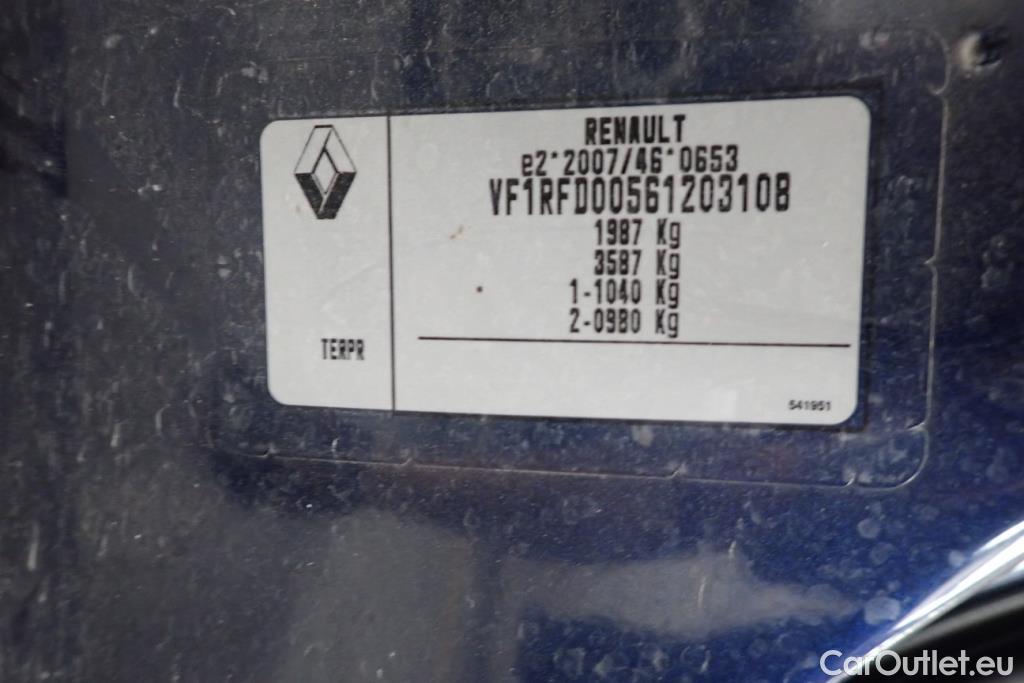 RENAULT
e2*2007/46*0653
VF1RFD00561203108
1987 Kg
3587 Kg
1-1040 Kg
2-0980 Kg
TERPR
541951
CarOutlet.eu